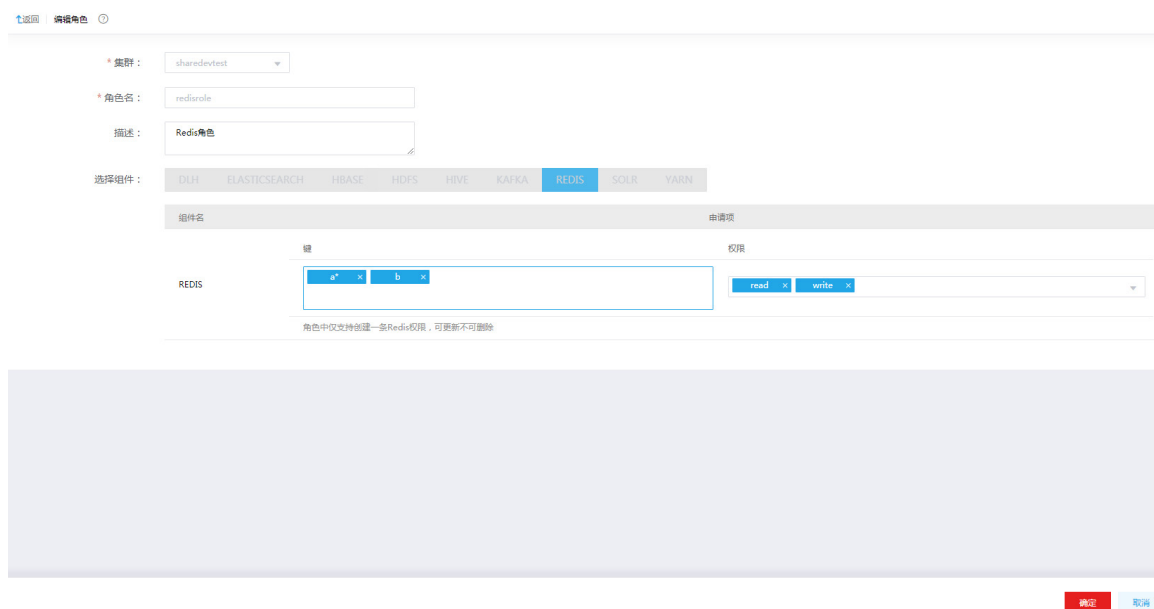 返回 编辑角色 ?
* 集群： sharedevtest
* 角色名： redisrole
描述： Redis角色
选择组件： DLH ELASTICSEARCH HBASE HDFS HIVE KAFKA REDIS SOLR YARN
组件名 申请项
键 权限
REDIS a* × b × read × write ×
角色中仅支持创建一条Redis权限，可更新不可删除
确定 取消